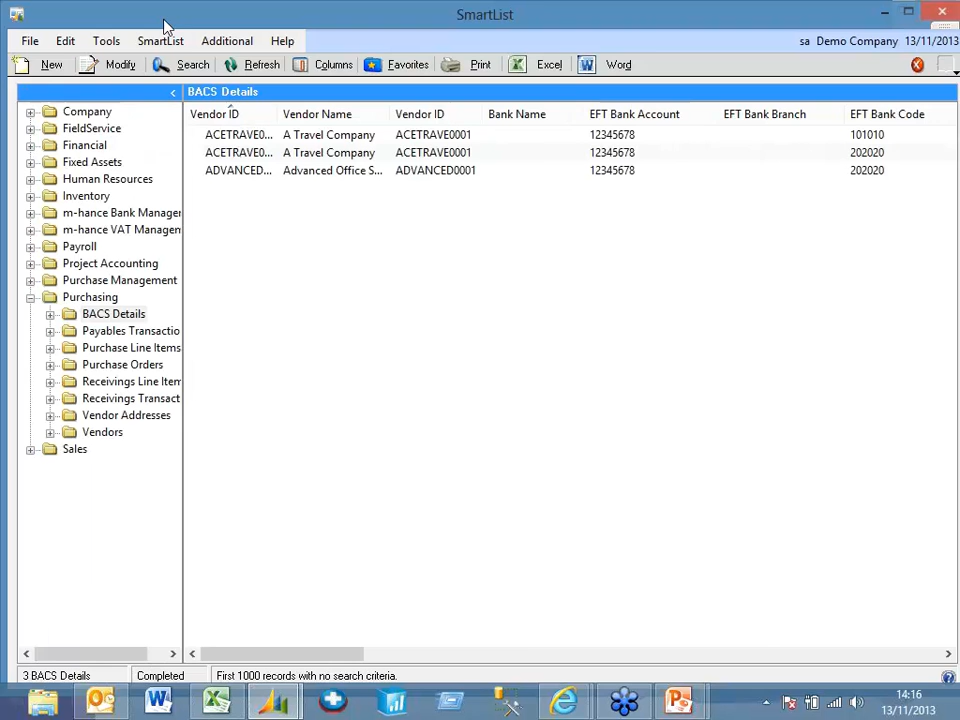 SmartList
File Edit Tools SmartList Additional Help
sa Demo Company 13/11/2013
New Modify Search Refresh Columns Favorites Print Excel Word
< BACS Details
Vendor ID Vendor Name Vendor ID Bank Name EFT Bank Account EFT Bank Branch EFT Bank Code
ACETRAVE0... A Travel Company ACETRAVE0001 12345678 101010
ACETRAVE0... A Travel Company ACETRAVE0001 12345678 202020
ADVANCED... Advanced Office S... ADVANCED0001 12345678 202020
Company
FieldService
Financial
Fixed Assets
Human Resources
Inventory
m-hance Bank Manager
m-hance VAT Managem
Payroll
Project Accounting
Purchase Management
Purchasing
BACS Details
Payables Transactio
Purchase Line Items
Purchase Orders
Receivings Line Item
Receivings Transact
Vendor Addresses
Vendors
Sales
3 BACS Details Completed First 1000 records with no search criteria.
14:16
13/11/2013